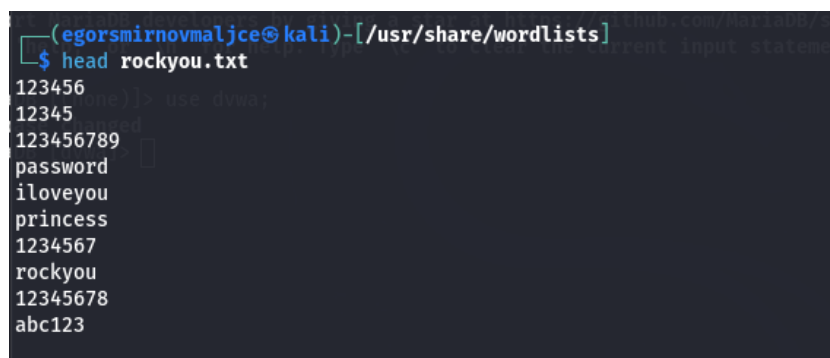 ┌──(egorsmirnovmaljce㉿kali)-[/usr/share/wordlists]
└─$ head rockyou.txt
123456
12345
123456789
password
iloveyou
princess
1234567
rockyou
12345678
abc123